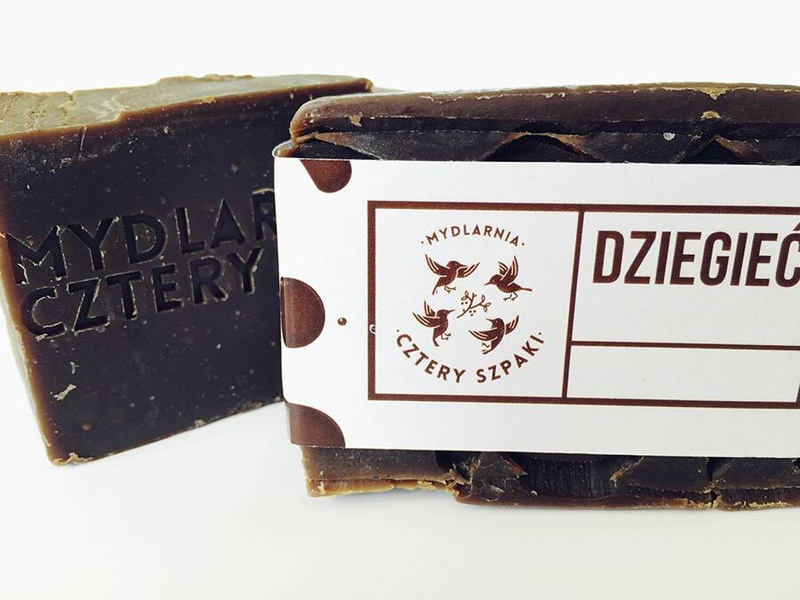 MYDLAR
CZTERY
·MYDLARNIA·
·CZTERY SZPAKI·
DZIEGIEĆ